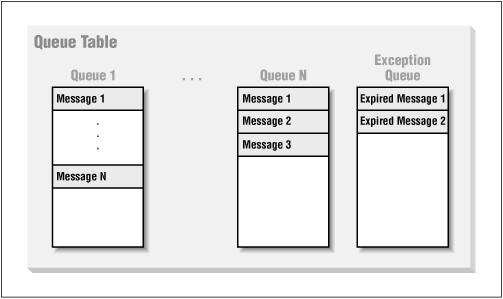 Queue Table
Queue 1
. . .
Queue N
Exception
Queue
Message 1
.
.
.
Message N
Message 1
Message 2
Message 3
Expired Message 1
Expired Message 2